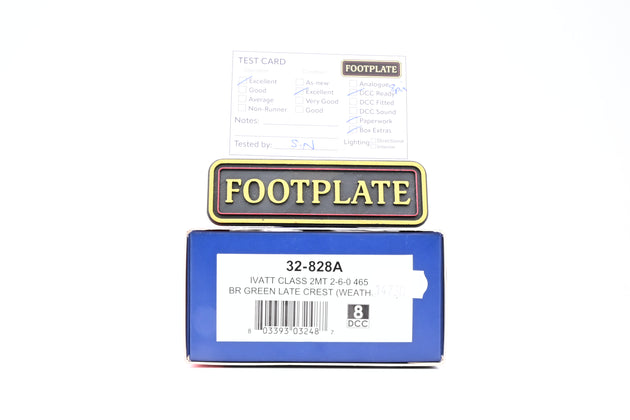 TEST CARD
FOOTPLATE
Excellent
As new
Analogue
Good
Excellent
DCC Ready
Average
Very Good
DCC Fitted
Non-Runner
Good
DCC Sound
Notes:
Paperwork
Box Extras
Tested by: S.N
Lighting
Directional
FOOTPLATE
32-828A
IVATT CLASS 2MT 2-6-0 465
BR GREEN LATE CREST (WEATH.
8 03393 03248 7
8
DCC